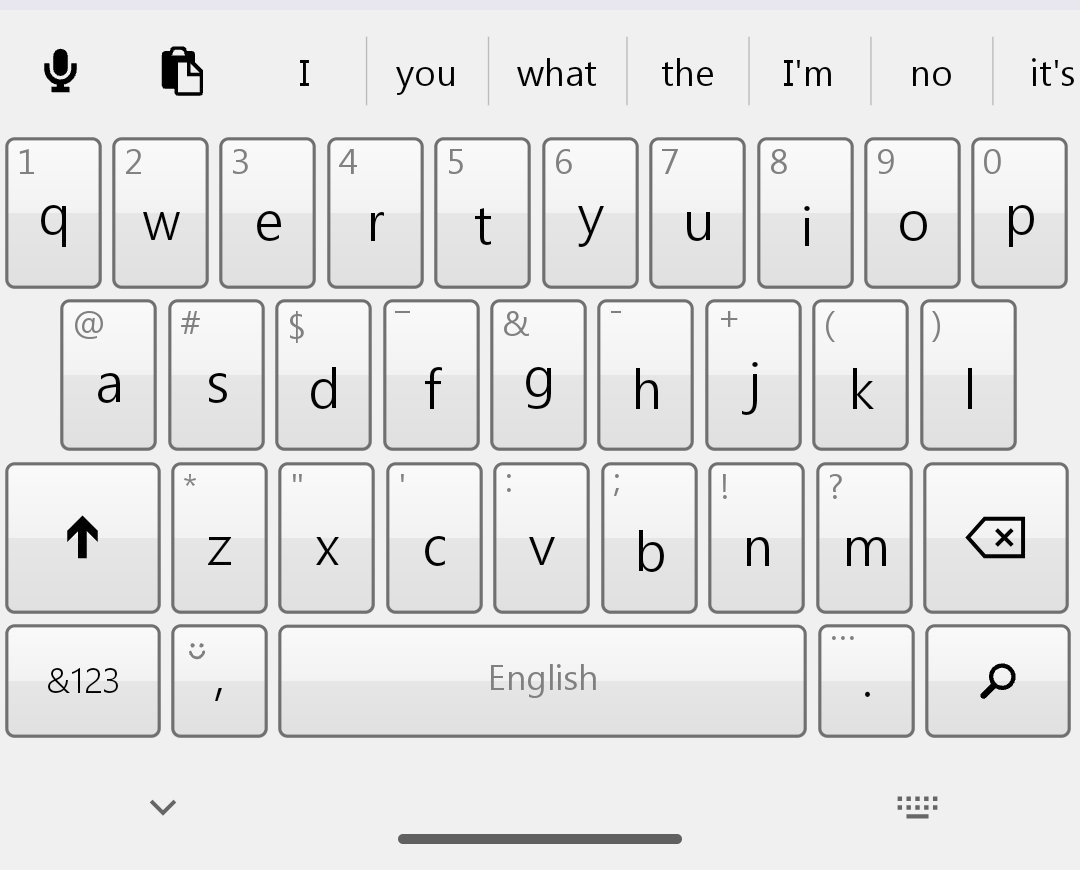 I you what the I'm no it's
1 2 3 4 5 6 7 8 9 0
q w e r t y u i o p
@ # $ _ & - + ( )
a s d f g h j k l
* " ' : ; ! ?
z x c v b n m
&123 , English ... .